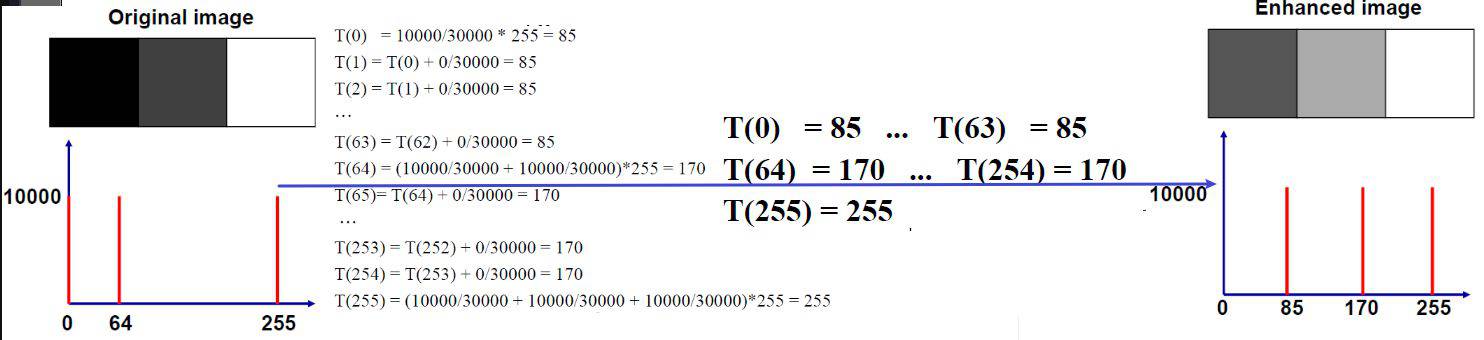 Original image
10000
0 64 255
T(0) = 10000/30000 * 255 = 85
T(1) = T(0) + 0/30000 = 85
T(2) = T(1) + 0/30000 = 85
...
T(63) = T(62) + 0/30000 = 85
T(64) = (10000/30000 + 10000/30000)*255 = 170
T(65)= T(64) + 0/30000 = 170
...
T(253) = T(252) + 0/30000 = 170
T(254) = T(253) + 0/30000 = 170
T(255) = (10000/30000 + 10000/30000 + 10000/30000)*255 = 255
T(0) = 85 ... T(63) = 85
T(64) = 170 ... T(254) = 170
T(255) = 255
Enhanced image
10000
0 85 170 255